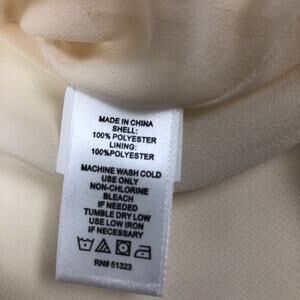 MADE IN CHINA
SHELL:
100% POLYESTER
LINING:
100%POLYESTER
MACHINE WASH COLD
USE ONLY
NON-CHLORINE
BLEACH
IF NEEDED
TUMBLE DRY LOW
USE LOW IRON
IF NECESSARY
RN# 51323